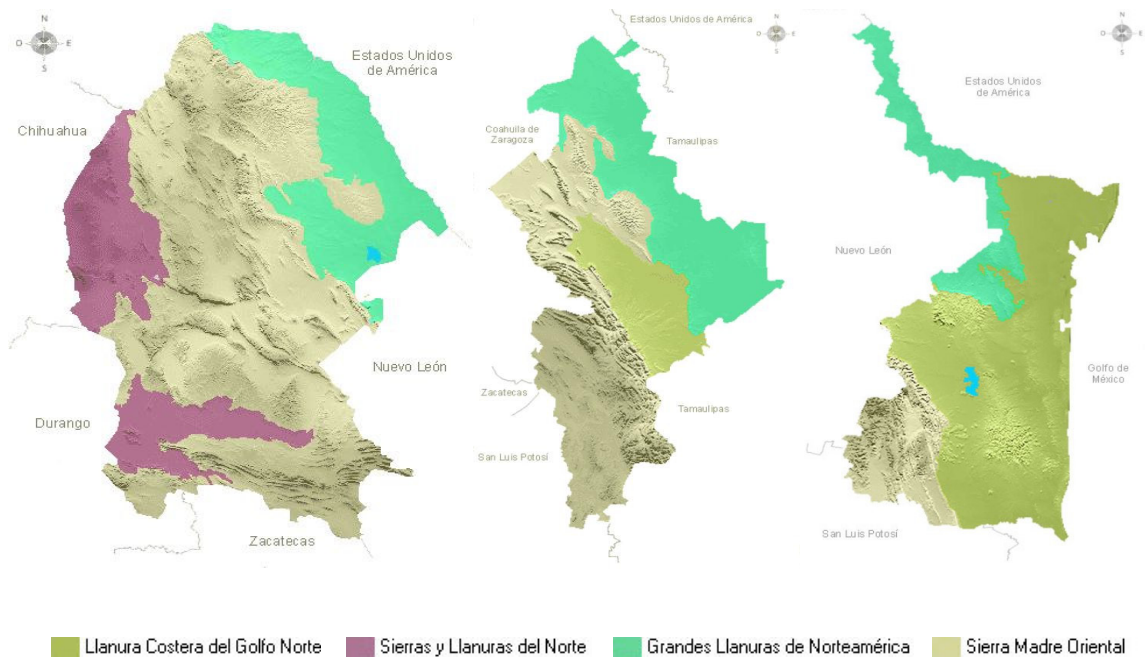 N
O E
S
Estados Unidos
de América
Chihuahua
Durango
Nuevo León
Zacatecas
Estados Unidos de América
N
O E
S
Coahuila de
Zaragoza
Tamaulipas
Zacatecas
Tamaulipas
San Luis Potosí
N
O E
S
Estados Unidos
de América
Nuevo León
Golfo de
México
San Luis Potosí
Llanura Costera del Golfo Norte Sierras y Llanuras del Norte Grandes Llanuras de Norteamérica Sierra Madre Oriental